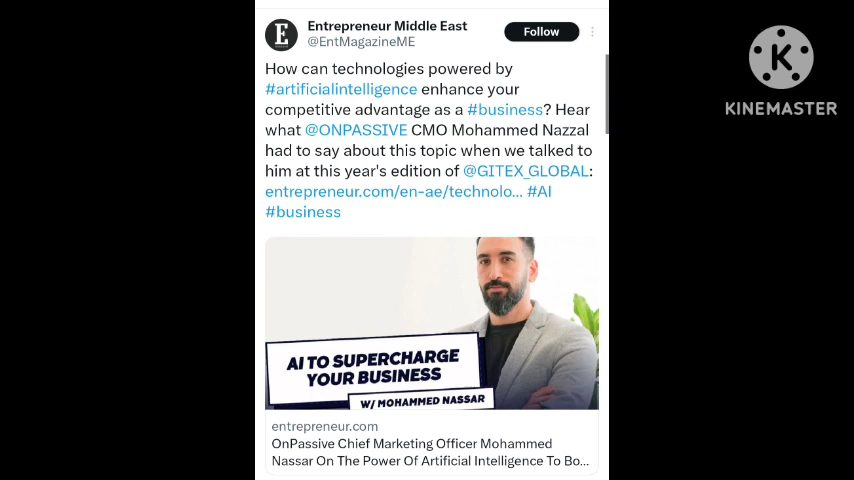 Entrepreneur Middle East
@EntMagazineME
Follow
How can technologies powered by
#artificialintelligence enhance your
competitive advantage as a #business? Hear
what @ONPASSIVE CMO Mohammed Nazzal
had to say about this topic when we talked to
him at this year's edition of @GITEX_GLOBAL:
entrepreneur.com/en-ae/technolo... #AI
#business
AI TO SUPERCHARGE
YOUR BUSINESS
W/ MOHAMMED NASSAR
entrepreneur.com
OnPassive Chief Marketing Officer Mohammed
Nassar On The Power Of Artificial Intelligence To Bo...
KINEMASTER